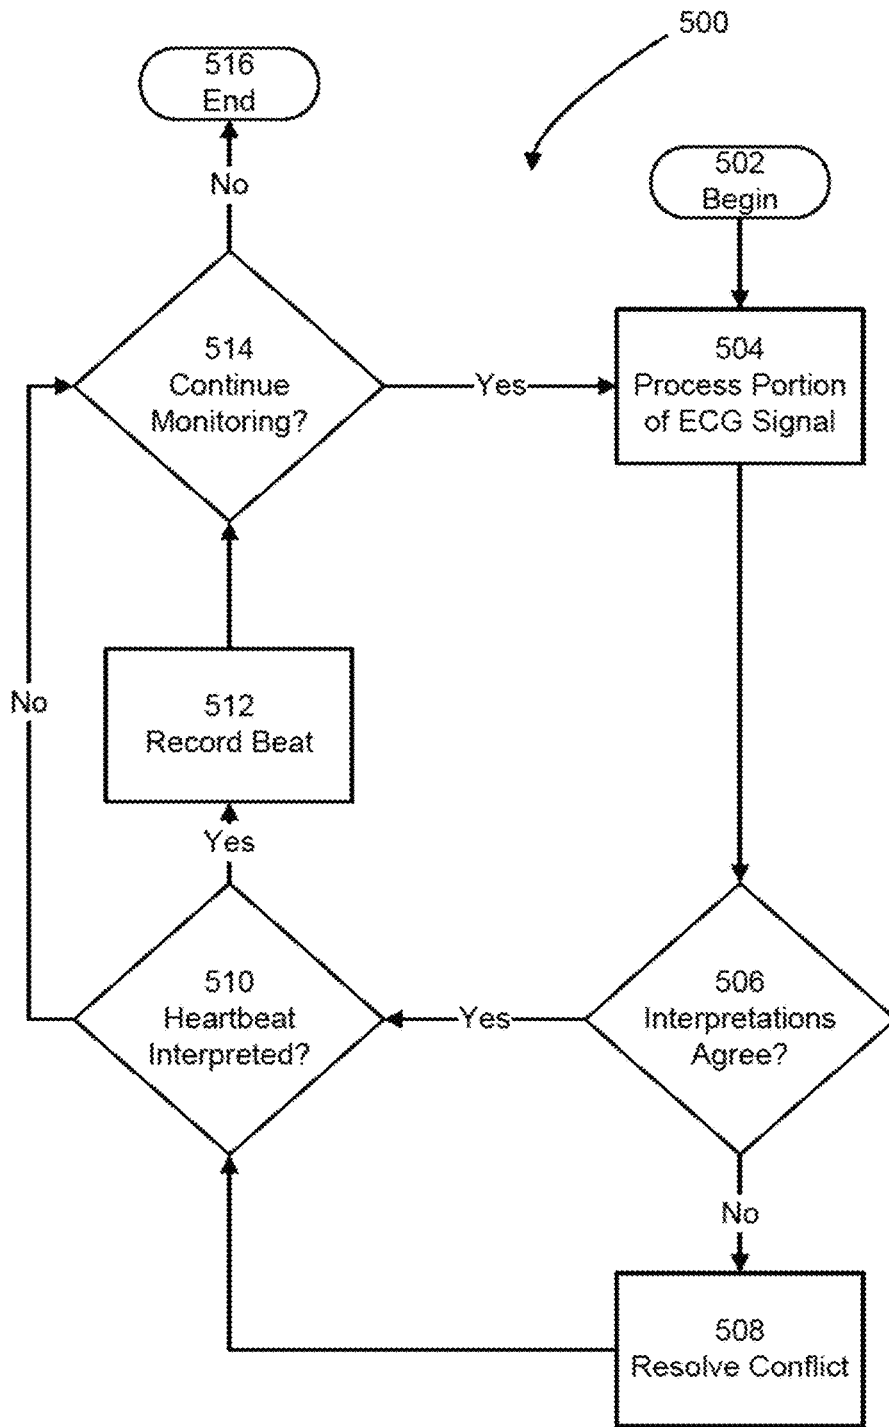 500
516
End
502
Begin
No
514
Continue
Monitoring?
Yes
504
Process Portion
of ECG Signal
No
512
Record Beat
Yes
510
Heartbeat
Interpreted?
Yes
506
Interpretations
Agree?
No
508
Resolve Conflict